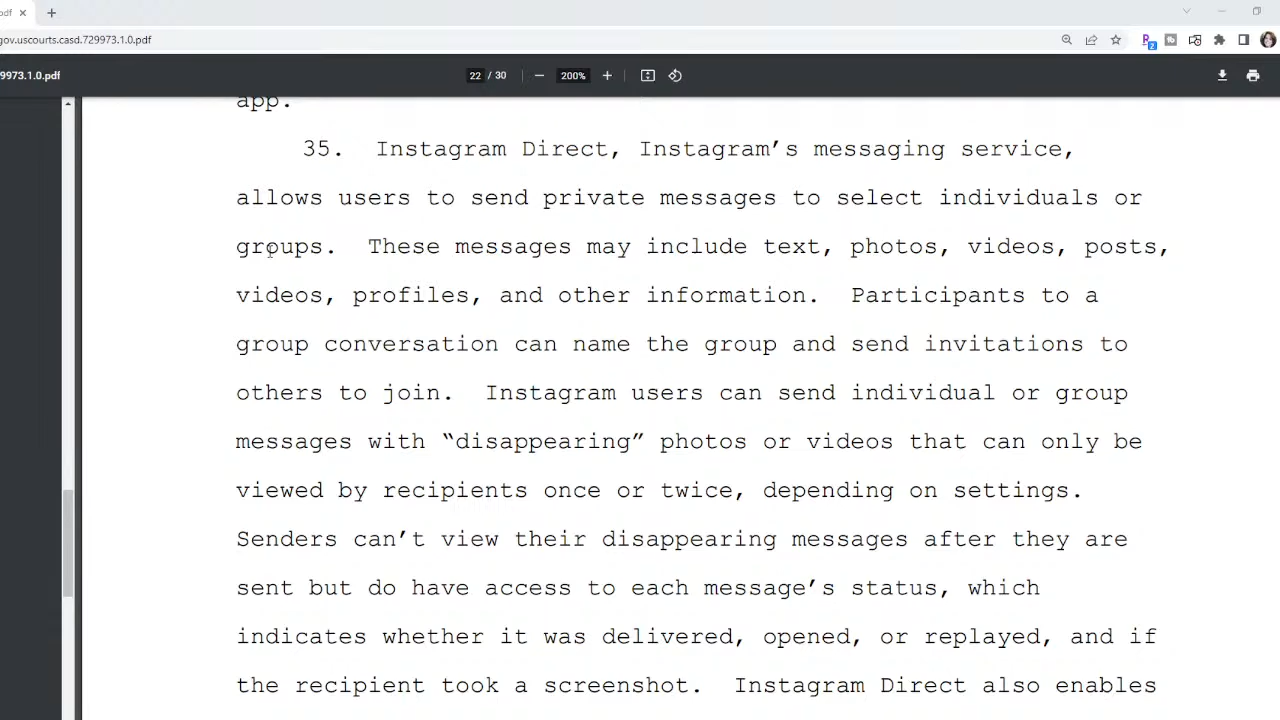 pdf
gov.uscourts.casd.729973.1.0.pdf
9973.1.0.pdf
22 / 30
200%
app.
35. Instagram Direct, Instagram’s messaging service,
allows users to send private messages to select individuals or
groups. These messages may include text, photos, videos, posts,
videos, profiles, and other information. Participants to a
group conversation can name the group and send invitations to
others to join. Instagram users can send individual or group
messages with “disappearing” photos or videos that can only be
viewed by recipients once or twice, depending on settings.
Senders can’t view their disappearing messages after they are
sent but do have access to each message’s status, which
indicates whether it was delivered, opened, or replayed, and if
the recipient took a screenshot. Instagram Direct also enables